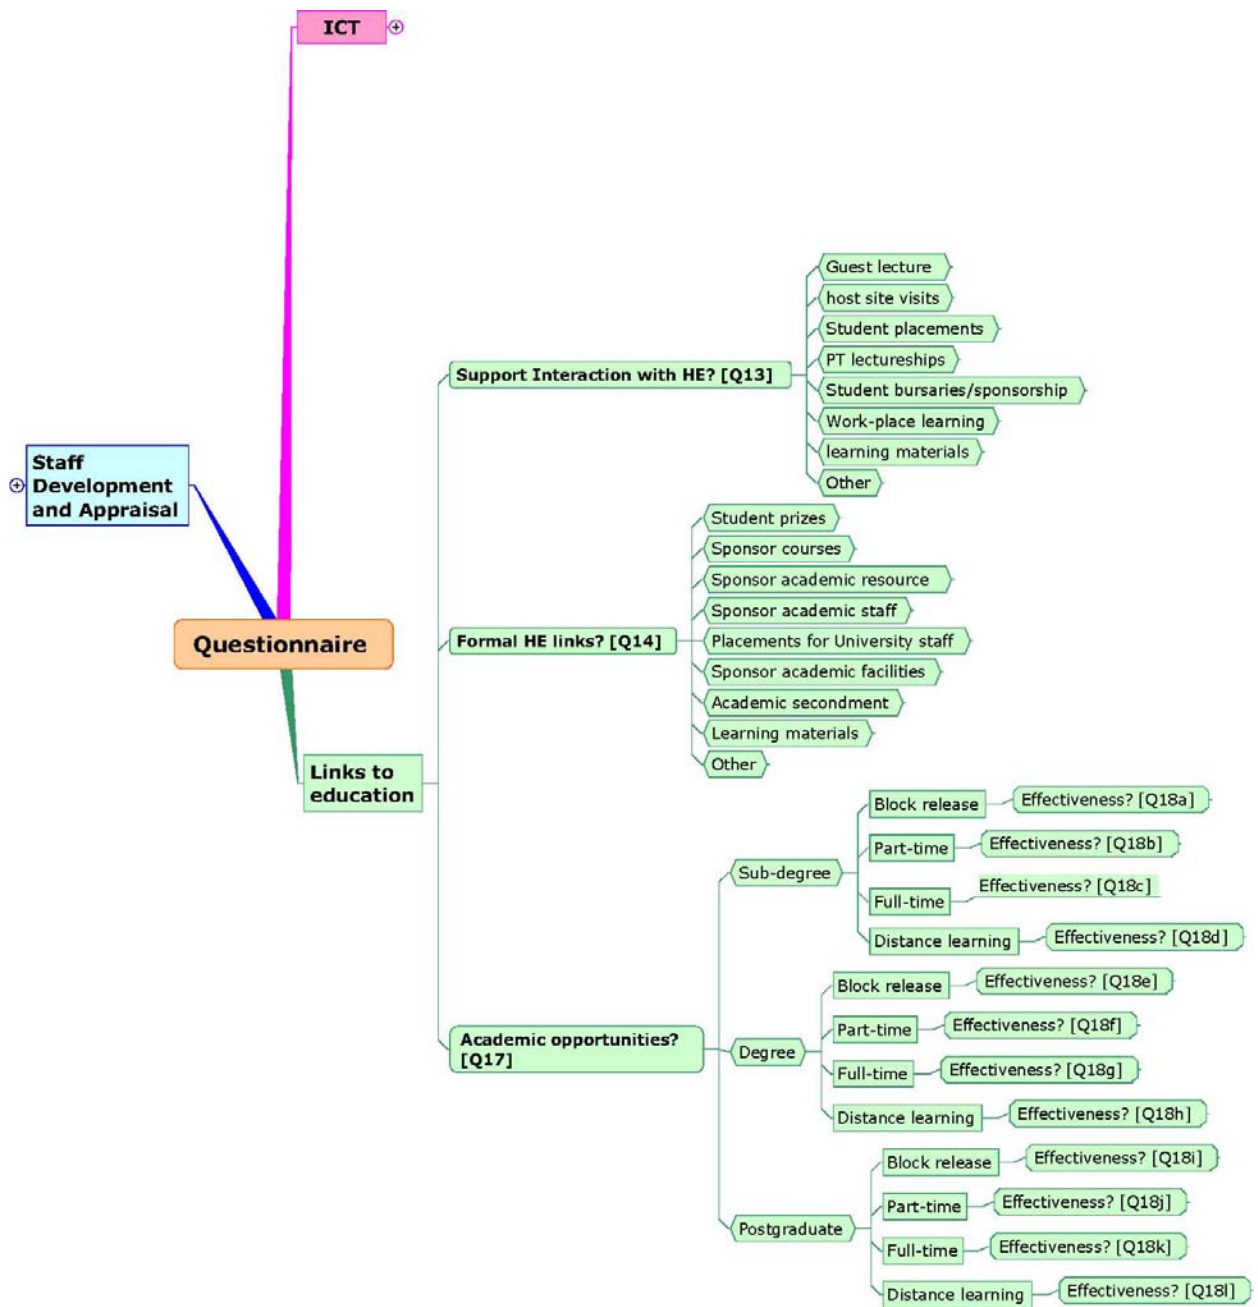 ICT
Staff
Development
and Appraisal
Questionnaire
Links to
education
Support Interaction with HE? [Q13]
Guest lecture
host site visits
Student placements
PT lectureships
Student bursaries/sponsorship
Work-place learning
learning materials
Other
Formal HE links? [Q14]
Student prizes
Sponsor courses
Sponsor academic resource
Sponsor academic staff
Placements for University staff
Sponsor academic facilities
Academic secondment
Learning materials
Other
Academic opportunities?
[Q17]
Sub-degree
Block release
Effectiveness? [Q18a]
Part-time
Effectiveness? [Q18b]
Full-time
Effectiveness? [Q18c]
Distance learning
Effectiveness? [Q18d]
Degree
Block release
Effectiveness? [Q18e]
Part-time
Effectiveness? [Q18f]
Full-time
Effectiveness? [Q18g]
Distance learning
Effectiveness? [Q18h]
Postgraduate
Block release
Effectiveness? [Q18i]
Part-time
Effectiveness? [Q18j]
Full-time
Effectiveness? [Q18k]
Distance learning
Effectiveness? [Q18l]